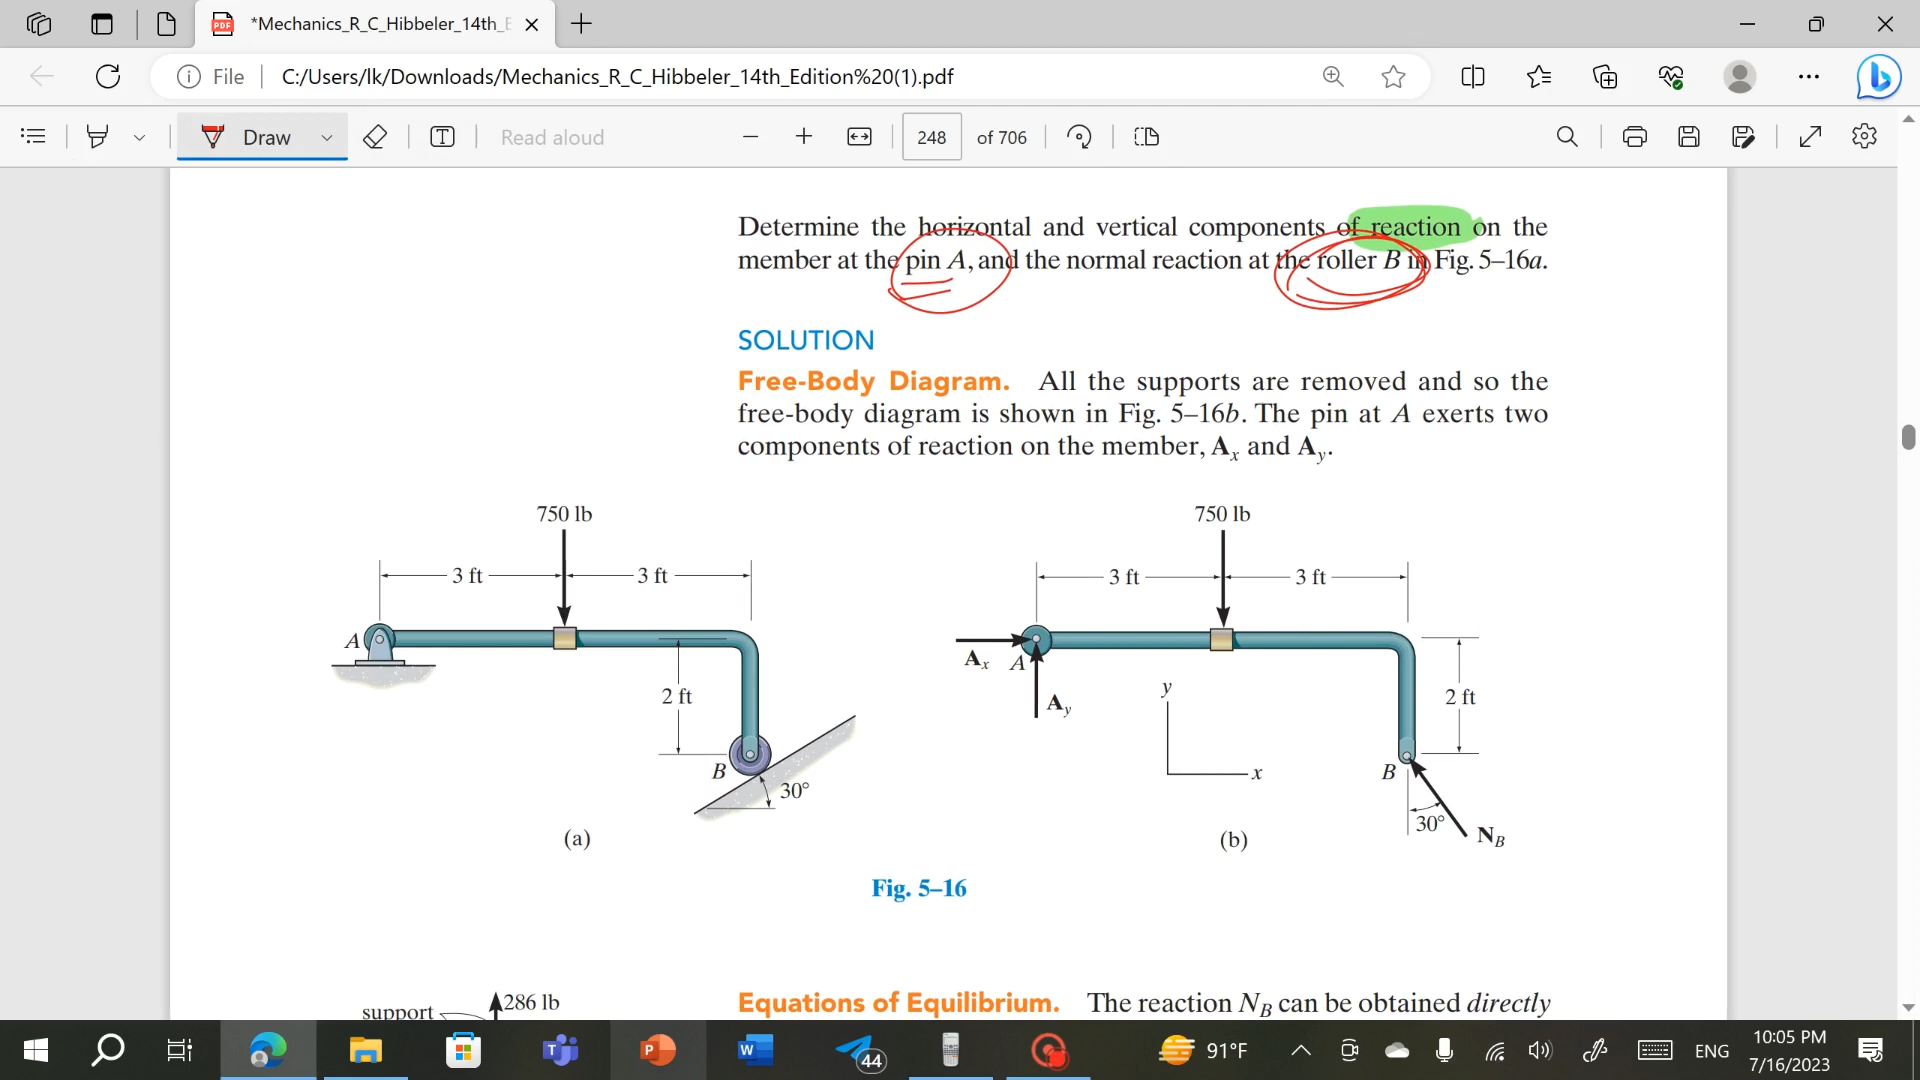 *Mechanics_R_C_Hibbeler_14th_E
File
C:/Users/lk/Downloads/Mechanics_R_C_Hibbeler_14th_Edition%20(1).pdf
Draw
Read aloud
248
of 706
Determine the horizontal and vertical components of reaction on the
member at the pin A, and the normal reaction at the roller B in Fig. 5–16a.
SOLUTION
Free-Body Diagram. All the supports are removed and so the
free-body diagram is shown in Fig. 5–16b. The pin at A exerts two
components of reaction on the member, Ax and Ay.
750 lb
3 ft
3 ft
A
2 ft
B
30°
(a)
750 lb
3 ft
3 ft
Ax
A
Ay
y
x
2 ft
B
30°
NB
(b)
Fig. 5–16
support
286 lb
Equations of Equilibrium. The reaction NB can be obtained directly
44
91°F
ENG
10:05 PM
7/16/2023